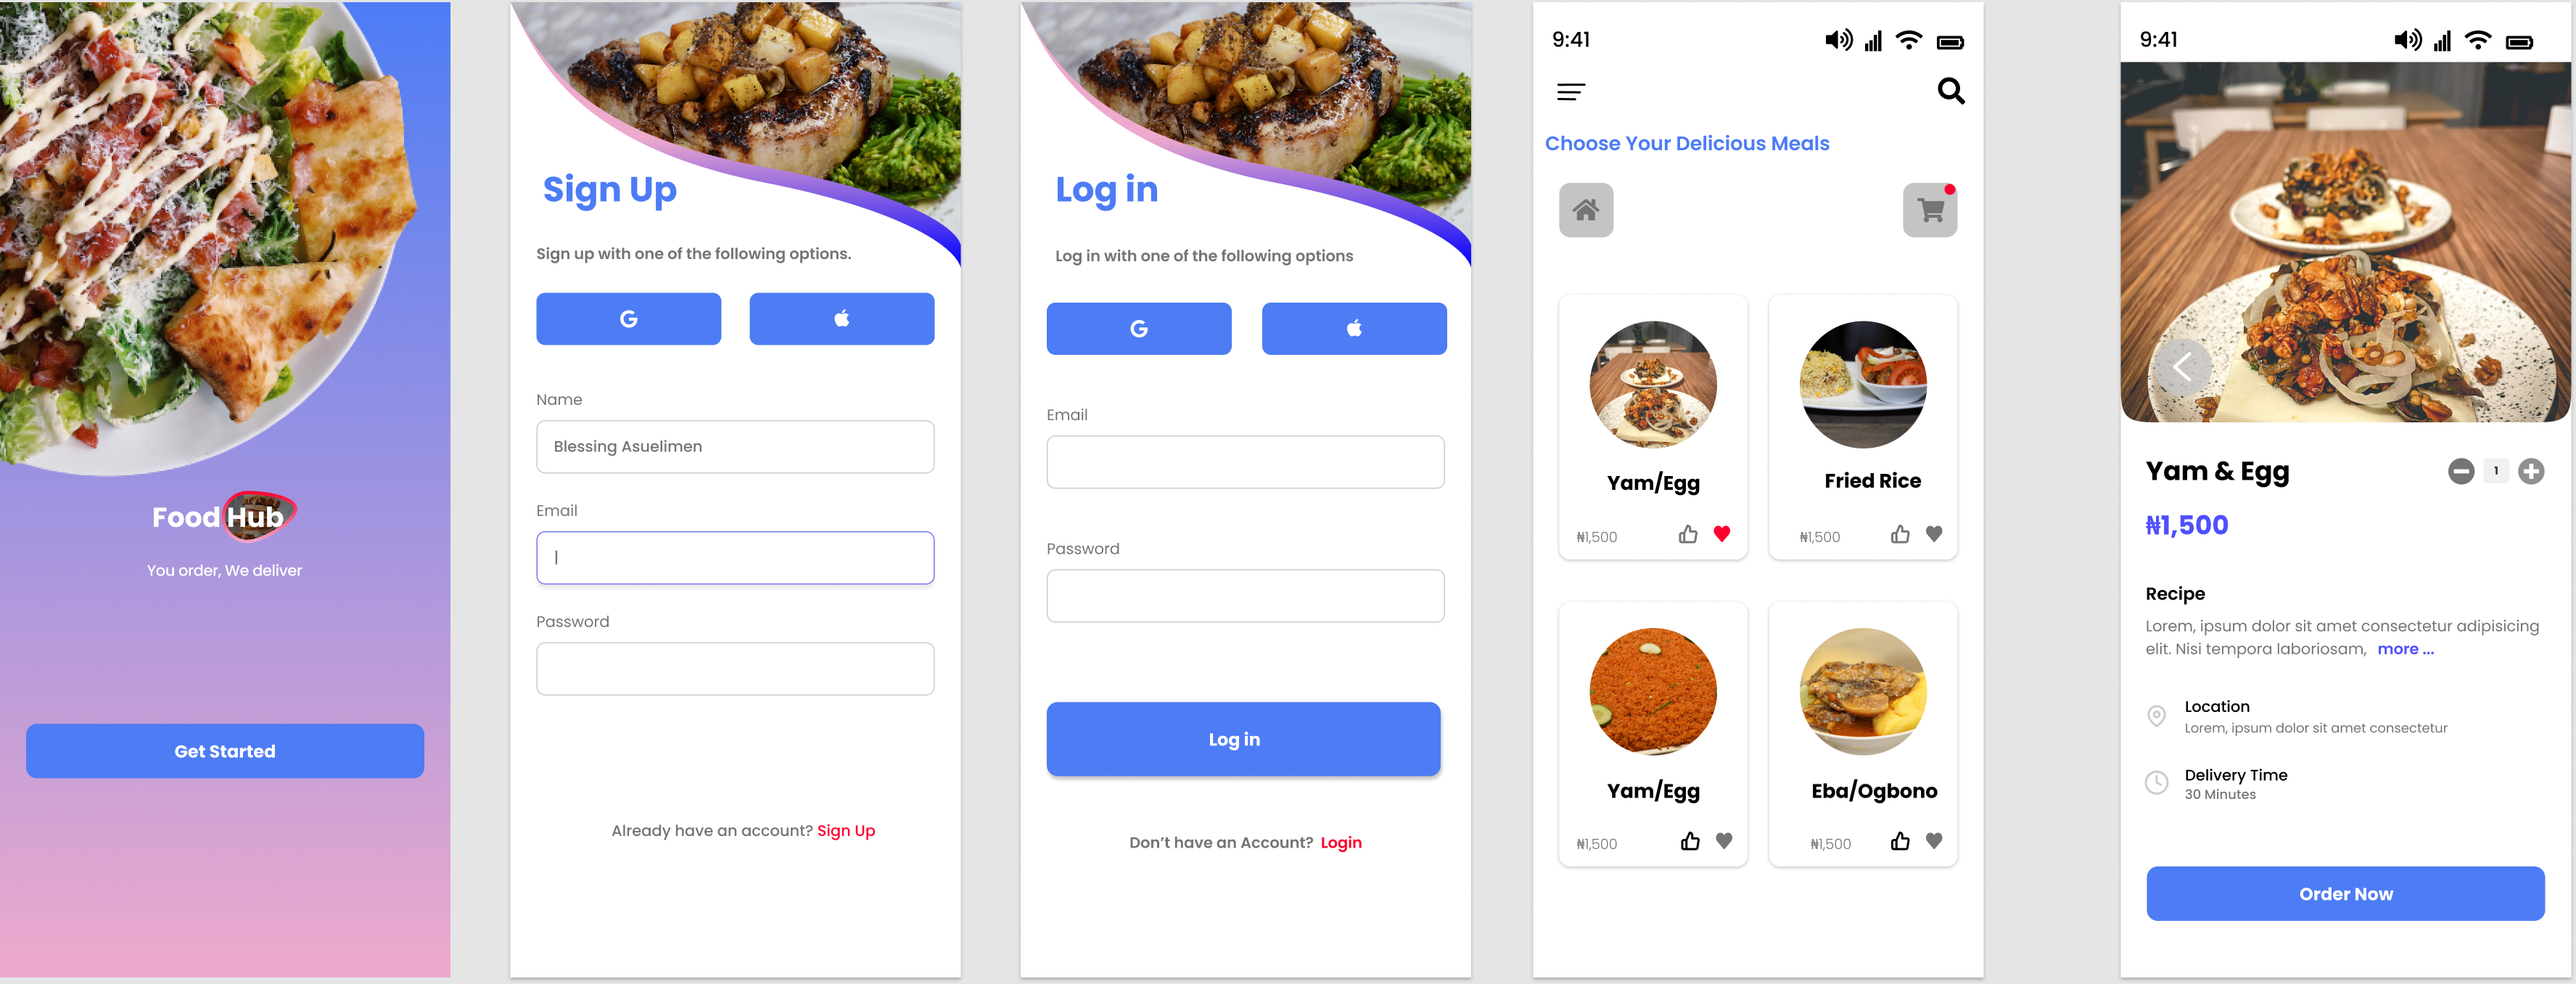 Food Hub
You order, We deliver
Get Started
Sign Up
Sign up with one of the following options.
G
Name
Blessing Asuelimen
Email
Password
Already have an account? Sign Up
Log in
Log in with one of the following options
G
Email
Password
Log in
Don’t have an Account? Login
9:41
Choose Your Delicious Meals
Yam/Egg
₦1,500
Fried Rice
₦1,500
Yam/Egg
₦1,500
Eba/Ogbono
₦1,500
9:41
Yam & Egg
1
₦1,500
Recipe
Lorem, ipsum dolor sit amet consectetur adipisicing
elit. Nisi tempora laboriosam, more ...
Location
Lorem, ipsum dolor sit amet consectetur
Delivery Time
30 Minutes
Order Now